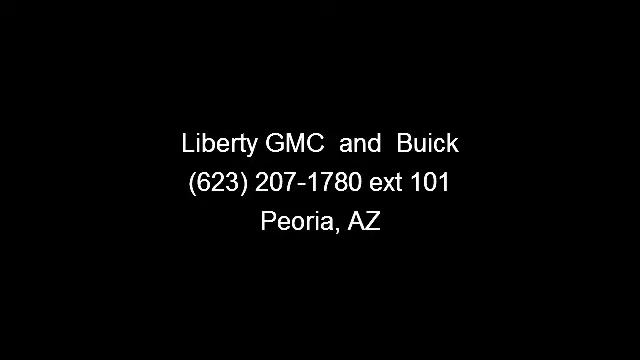 Liberty GMC  and  Buick
(623) 207-1780 ext 101
Peoria, AZ